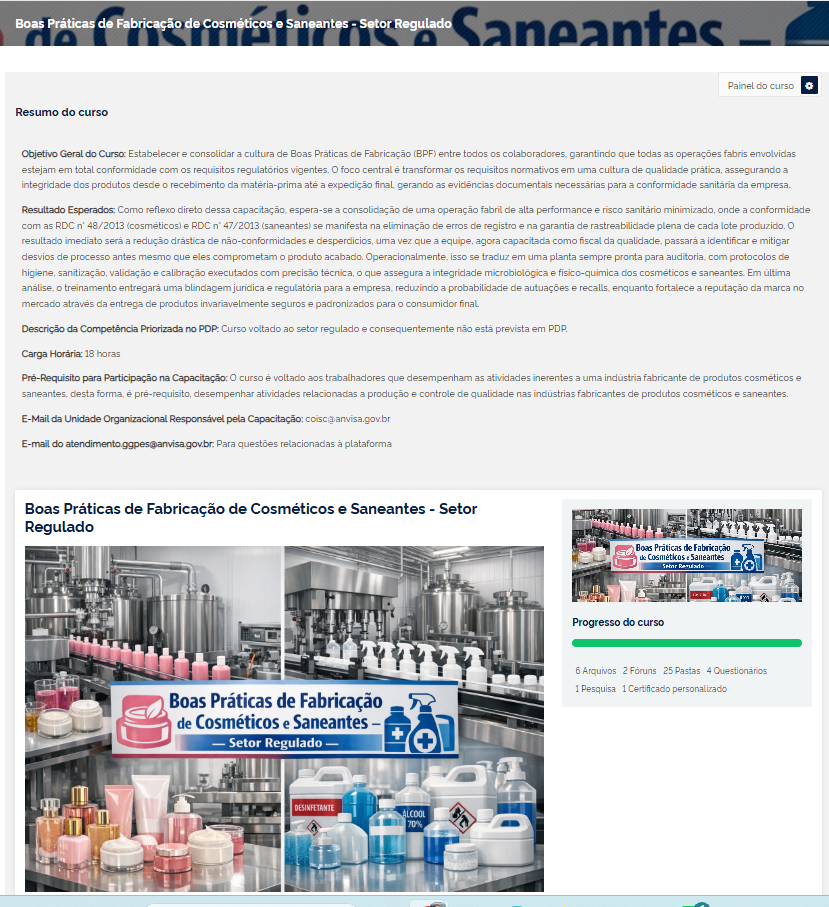 Boas Práticas de Fabricação de Cosméticos e Saneantes - Setor Regulado
de Cosméticos e Saneantes –
Painel do curso
Resumo do curso
Objetivo Geral do Curso: Estabelecer e consolidar a cultura de Boas Práticas de Fabricação (BPF) entre todos os colaboradores, garantindo que todas as operações fabris envolvidas
estejam em total conformidade com os requisitos regulatórios vigentes. O foco central é transformar os requisitos normativos em uma cultura de qualidade prática, assegurando a
integridade dos produtos desde o recebimento da matéria-prima até a expedição final, gerando as evidências documentais necessárias para a conformidade sanitária da empresa.
Resultado Esperados: Como reflexo direto dessa capacitação, espera-se a consolidação de uma operação fabril de alta performance e risco sanitário minimizado, onde a conformidade
com as RDC n° 48/2013 (cosméticos) e RDC n° 47/2013 (saneantes) se manifesta na eliminação de erros de registro e na garantia de rastreabilidade plena de cada lote produzido. O
resultado imediato será a redução drástica de não-conformidades e desperdícios, uma vez que a equipe, agora capacitada como fiscal da qualidade, passará a identificar e mitigar
desvios de processo antes mesmo que eles comprometam o produto acabado. Operacionalmente, isso se traduz em uma planta sempre pronta para auditoria, com protocolos de
higiene, sanitização, validação e calibração executados com precisão técnica, o que assegura a integridade microbiológica e físico-química dos cosméticos e saneantes. Em última
análise, o treinamento entregará uma blindagem jurídica e regulatória para a empresa, reduzindo a probabilidade de autuações e recalls, enquanto fortalece a reputação da marca no
mercado através da entrega de produtos invariavelmente seguros e padronizados para o consumidor final.
Descrição da Competência Priorizada no PDP: Curso voltado ao setor regulado e consequentemente não está prevista em PDP.
Carga Horária: 18 horas
Pré-Requisito para Participação na Capacitação: O curso é voltado aos trabalhadores que desempenham as atividades inerentes a uma indústria fabricante de produtos cosméticos e
saneantes, desta forma, é pré-requisito, desempenhar atividades relacionadas a produção e controle de qualidade nas indústrias fabricantes de produtos cosméticos e saneantes.
E-Mail da Unidade Organizacional Responsável pela Capacitação: coisc@anvisa.gov.br
E-mail do atendimento.ggpes@anvisa.gov.br: Para questões relacionadas à plataforma
Boas Práticas de Fabricação de Cosméticos e Saneantes - Setor
Regulado
Boas Práticas de Fabricação
de Cosméticos e Saneantes –
— Setor Regulado —
DESINFETANTE
ÁLCOOL
70%
Boas Práticas de Fabricação
de Cosméticos e Saneantes
Setor Regulado
Progresso do curso
6 Arquivos 2 Fóruns 25 Pastas 4 Questionários
1 Pesquisa 1 Certificado personalizado